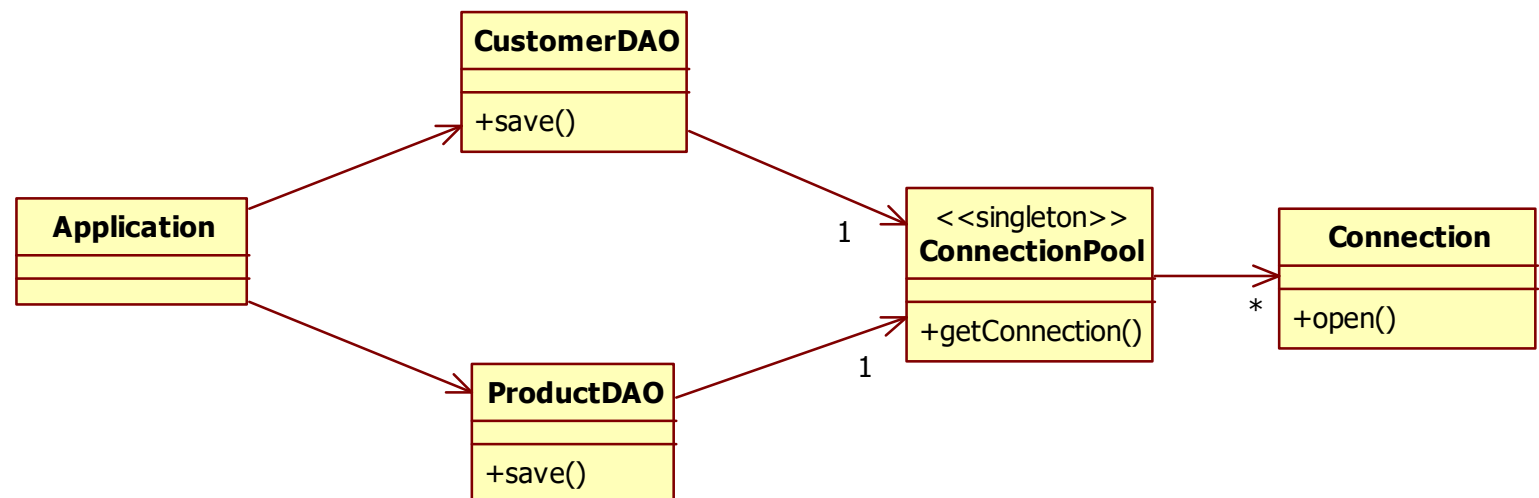 CustomerDAO
+save()
Application
1
<<singleton>>
ConnectionPool
+getConnection()
Connection
*
+open()
1
ProductDAO
+save()